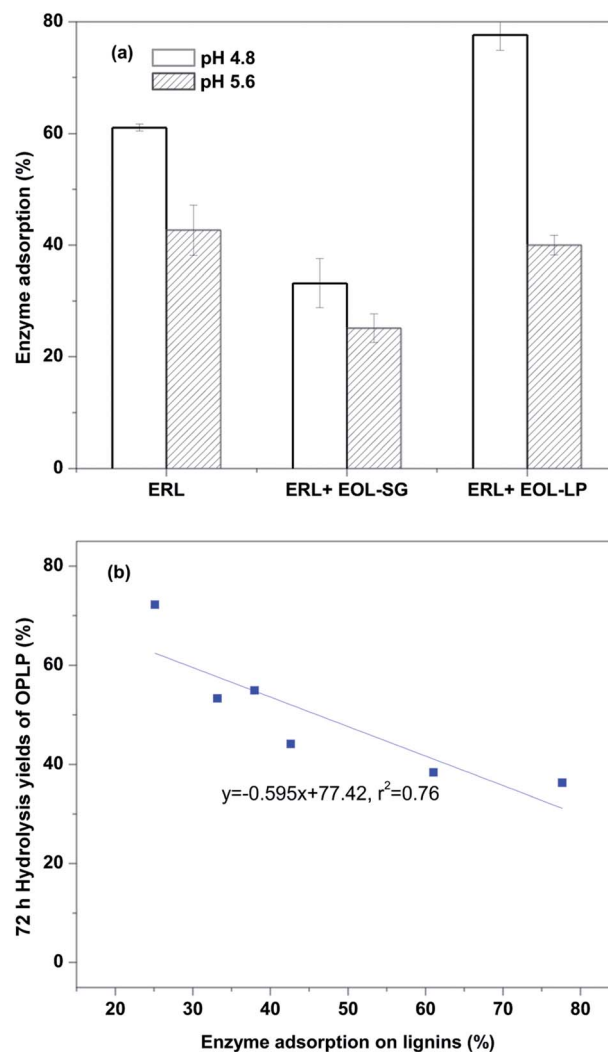 (a)
pH 4.8
pH 5.6
Enzyme adsorption (%)
80
60
40
20
0
ERL
ERL+ EOL-SG
ERL+ EOL-LP
(b)
72 h Hydrolysis yields of OPLP (%)
80
60
40
20
0
y=-0.595x+77.42, r²=0.76
20
30
40
50
60
70
80
Enzyme adsorption on lignins (%)